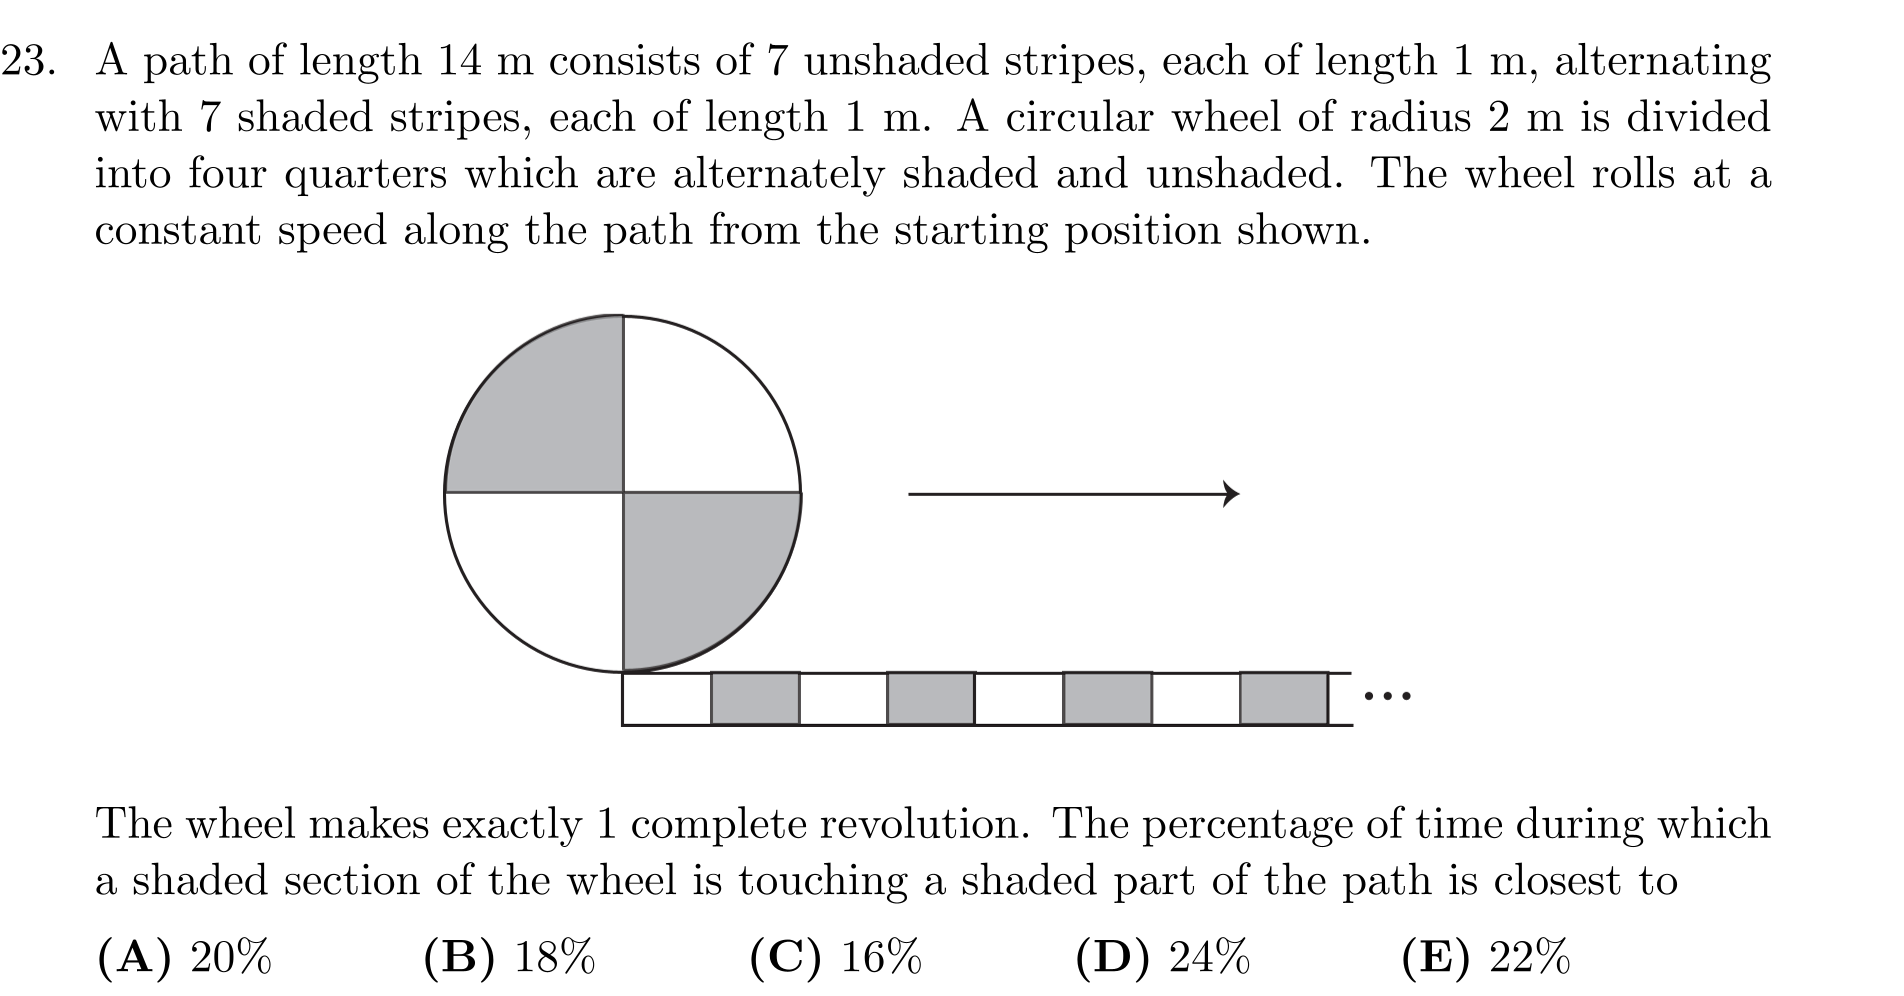 23. A path of length 14 m consists of 7 unshaded stripes, each of length 1 m, alternating
with 7 shaded stripes, each of length 1 m. A circular wheel of radius 2 m is divided
into four quarters which are alternately shaded and unshaded. The wheel rolls at a
constant speed along the path from the starting position shown.
...
The wheel makes exactly 1 complete revolution. The percentage of time during which
a shaded section of the wheel is touching a shaded part of the path is closest to
(A) 20% (B) 18% (C) 16% (D) 24% (E) 22%